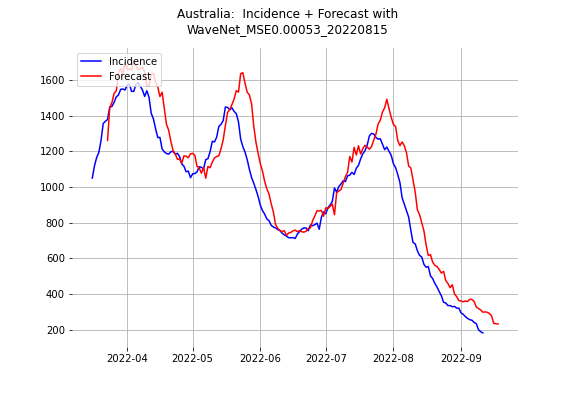 Australia:  Incidence + Forecast with
WaveNet_MSE0.00053_20220815
Incidence
Forecast
1600
1400
1200
1000
800
600
400
200
2022-04 2022-05 2022-06 2022-07 2022-08 2022-09